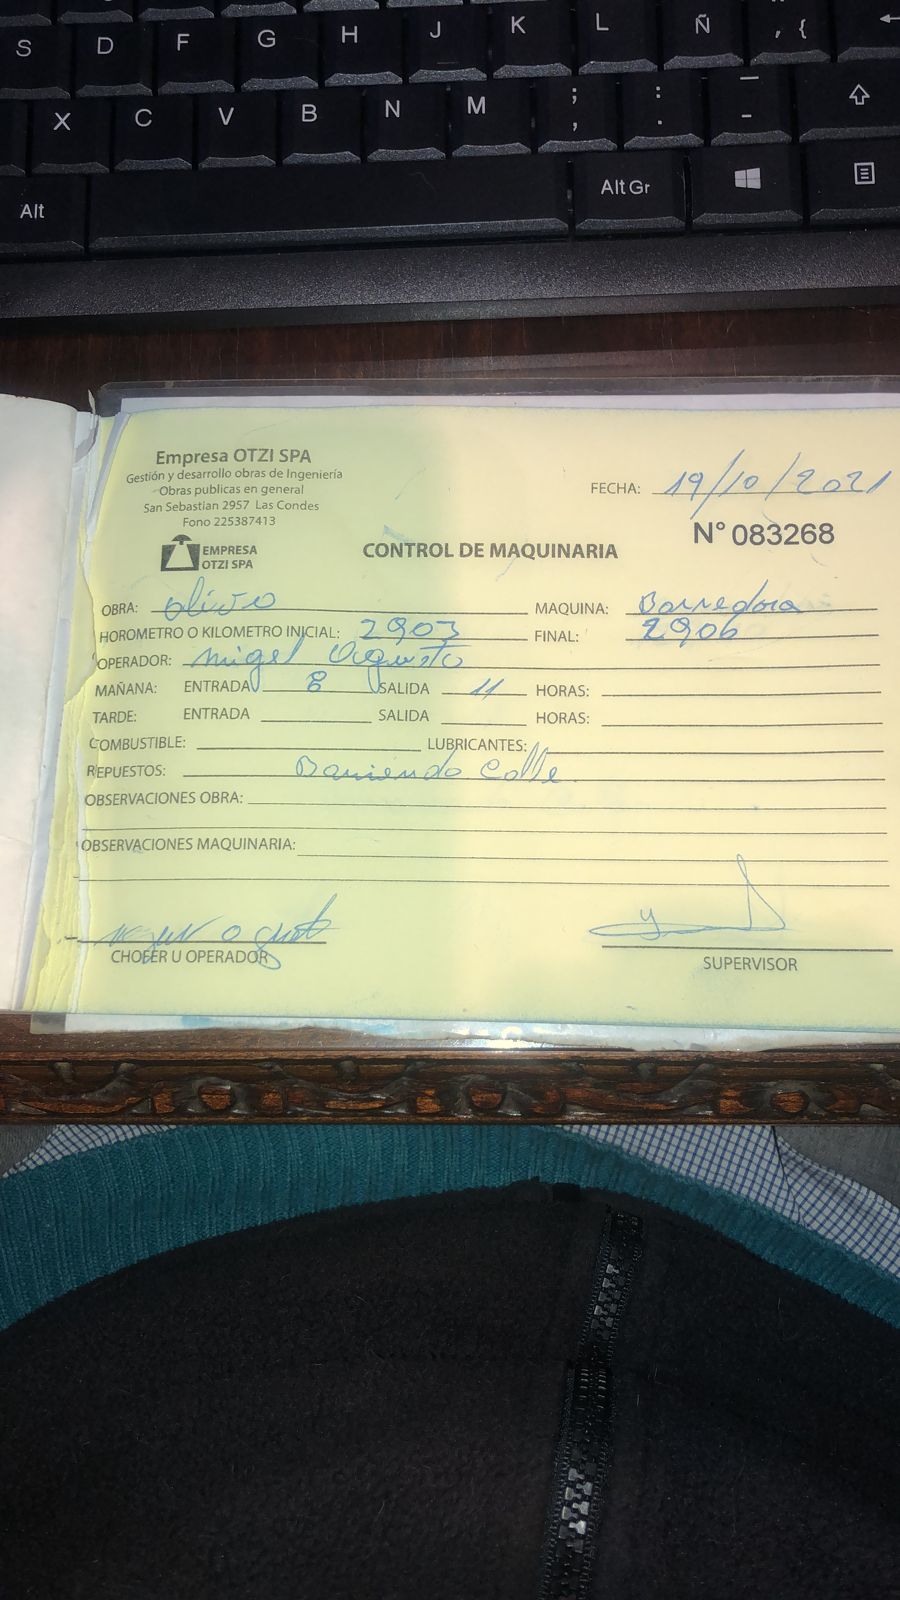 S D F G H J K L Ñ , { ←
X C V B N M ; , : . _ -
Alt Alt Gr
Empresa OTZI SPA
Gestión y desarrollo obras de Ingeniería
Obras publicas en general
San Sebastian 2957 Las Condes
Fono 225387413
EMPRESA
OTZI SPA
FECHA: 19/10/2021
N° 083268
CONTROL DE MAQUINARIA
OBRA: olivo MAQUINA: Barredora
HOROMETRO O KILOMETRO INICIAL: 2903 FINAL: 2906
OPERADOR: migel Augusto
MAÑANA: ENTRADA 8 SALIDA 11 HORAS:
TARDE: ENTRADA SALIDA HORAS:
COMBUSTIBLE: LUBRICANTES:
REPUESTOS: Barriendo Calle
OBSERVACIONES OBRA:
OBSERVACIONES MAQUINARIA:
CHOFER U OPERADOR
SUPERVISOR